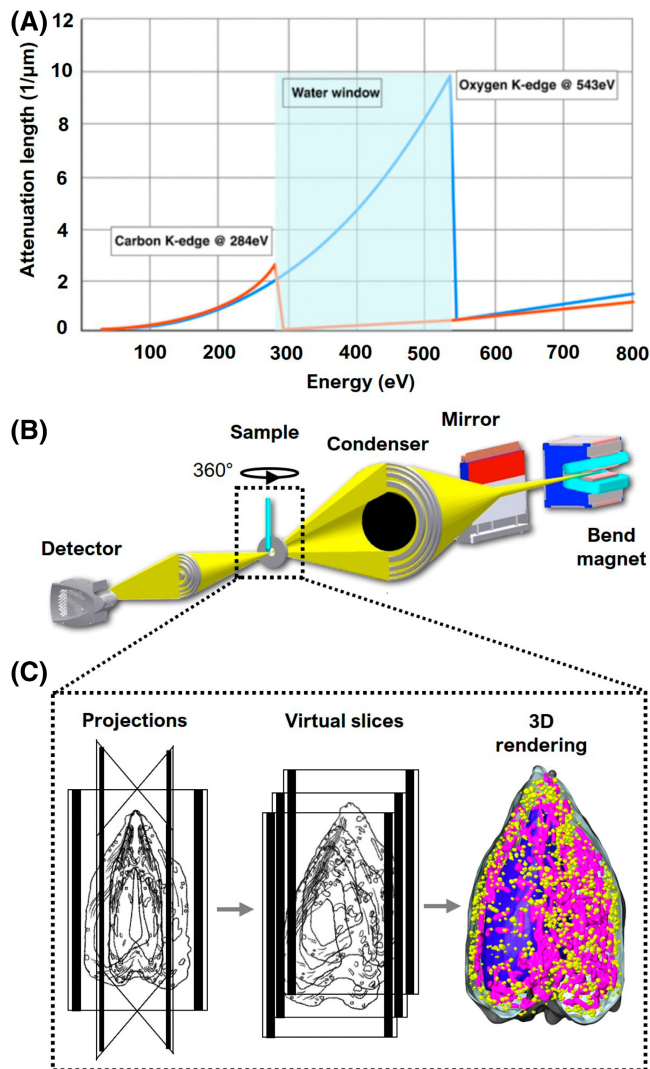 (A)
Attenuation length (1/μm)
12
10
8
6
4
2
0
Water window
Oxygen K-edge @ 543eV
Carbon K-edge @ 284eV
100 200 300 400 500 600 700 800
Energy (eV)
(B)
Sample
360°
Condenser
Mirror
Bend
magnet
Detector
(C)
Projections
Virtual slices
3D
rendering